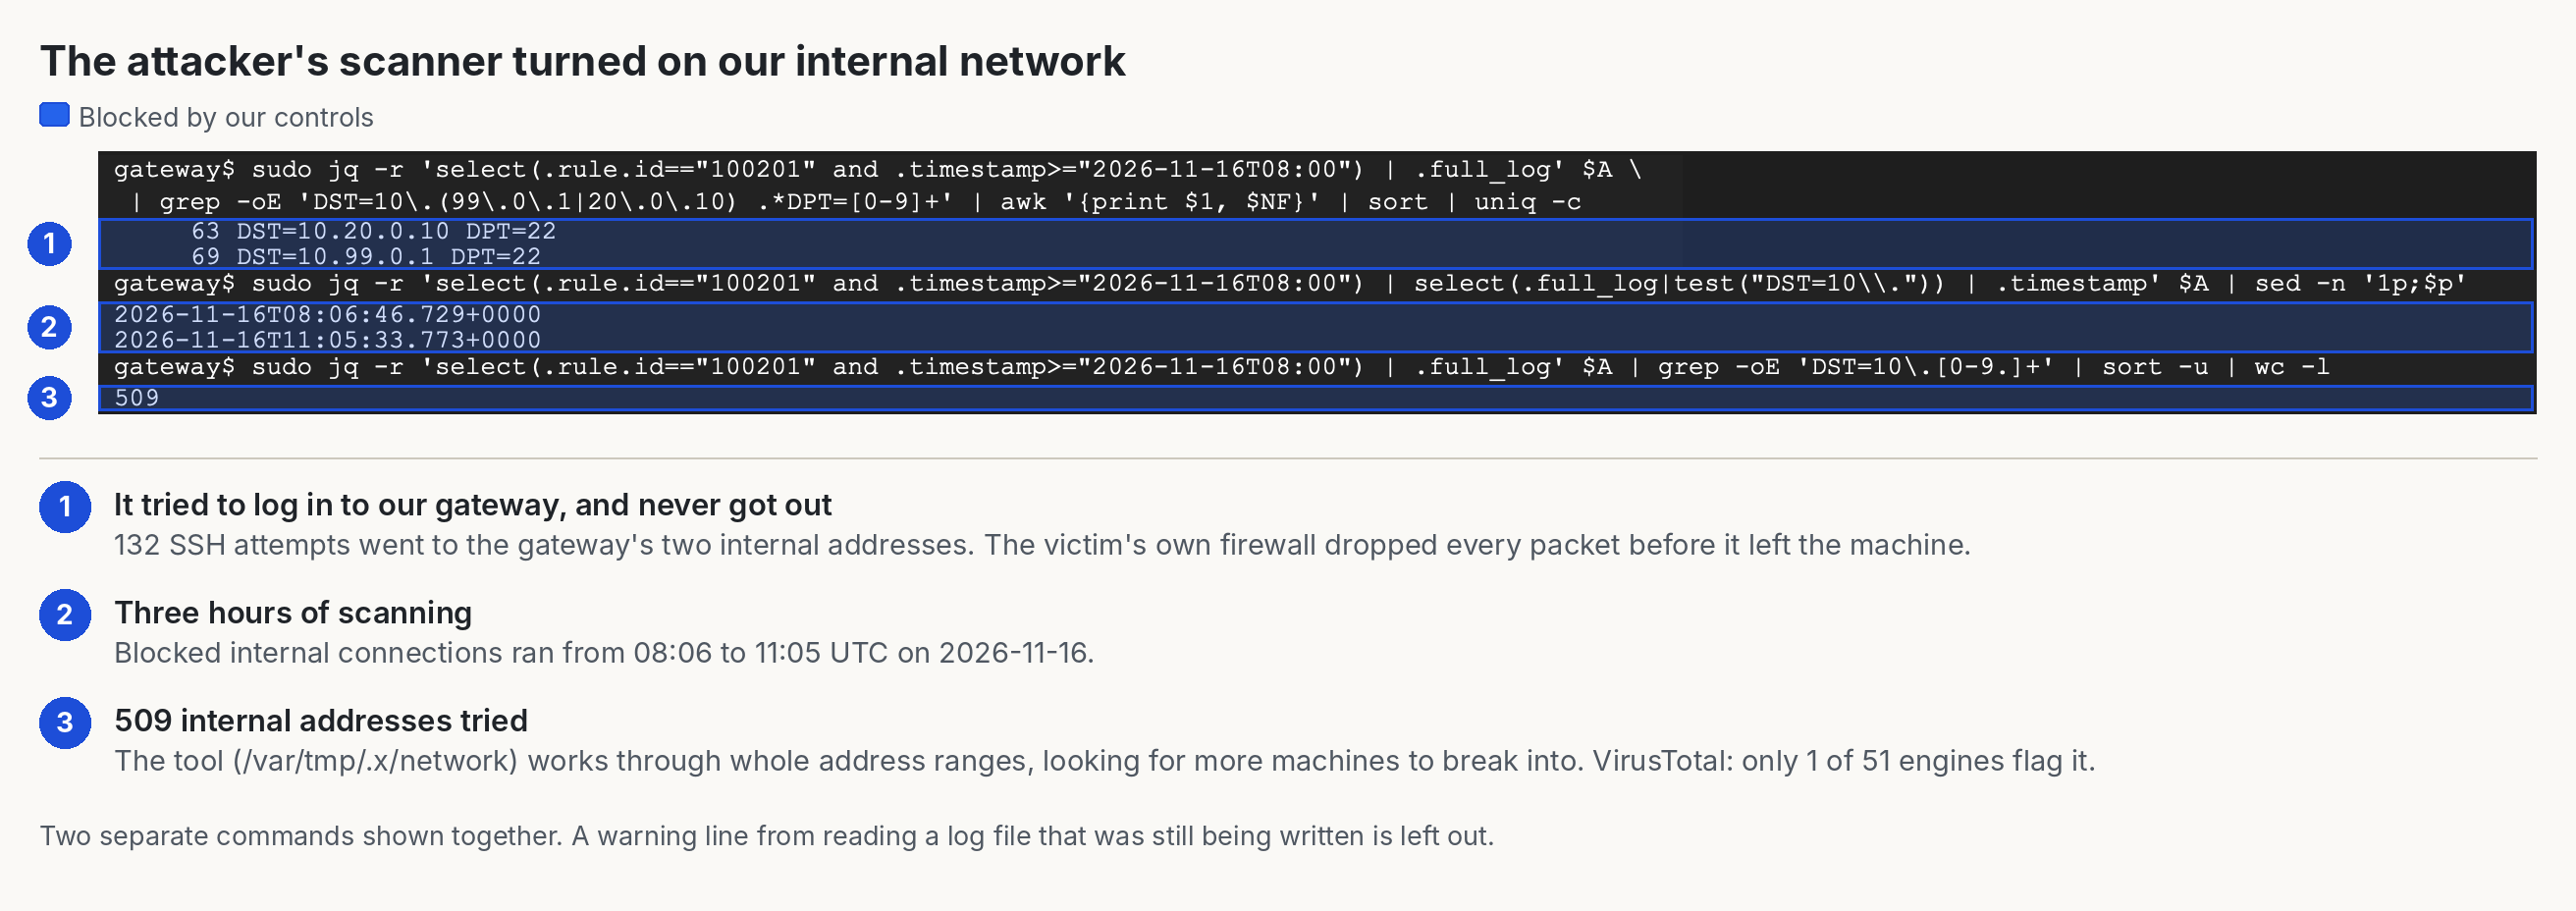 The attacker's scanner turned on our internal network
Blocked by our controls
gateway$ sudo jq -r 'select(.rule.id=="100201" and .timestamp>="2026-11-16T08:00") | .full_log' $A \
| grep -oE 'DST=10\.(99\.0\.1|20\.0\.10) .*DPT=[0-9]+' | awk '{print $1, $NF}' | sort | uniq -c
1
63 DST=10.20.0.10 DPT=22
69 DST=10.99.0.1 DPT=22
gateway$ sudo jq -r 'select(.rule.id=="100201" and .timestamp>="2026-11-16T08:00") | select(.full_log|test("DST=10\\.")) | .timestamp' $A | sed -n '1p;$p'
2
2026-11-16T08:06:46.729+0000
2026-11-16T11:05:33.773+0000
gateway$ sudo jq -r 'select(.rule.id=="100201" and .timestamp>="2026-11-16T08:00") | .full_log' $A | grep -oE 'DST=10\.[0-9.]+' | sort -u | wc -l
3
509
1 It tried to log in to our gateway, and never got out
132 SSH attempts went to the gateway's two internal addresses. The victim's own firewall dropped every packet before it left the machine.
2 Three hours of scanning
Blocked internal connections ran from 08:06 to 11:05 UTC on 2026-11-16.
3 509 internal addresses tried
The tool (/var/tmp/.x/network) works through whole address ranges, looking for more machines to break into. VirusTotal: only 1 of 51 engines flag it.
Two separate commands shown together. A warning line from reading a log file that was still being written is left out.